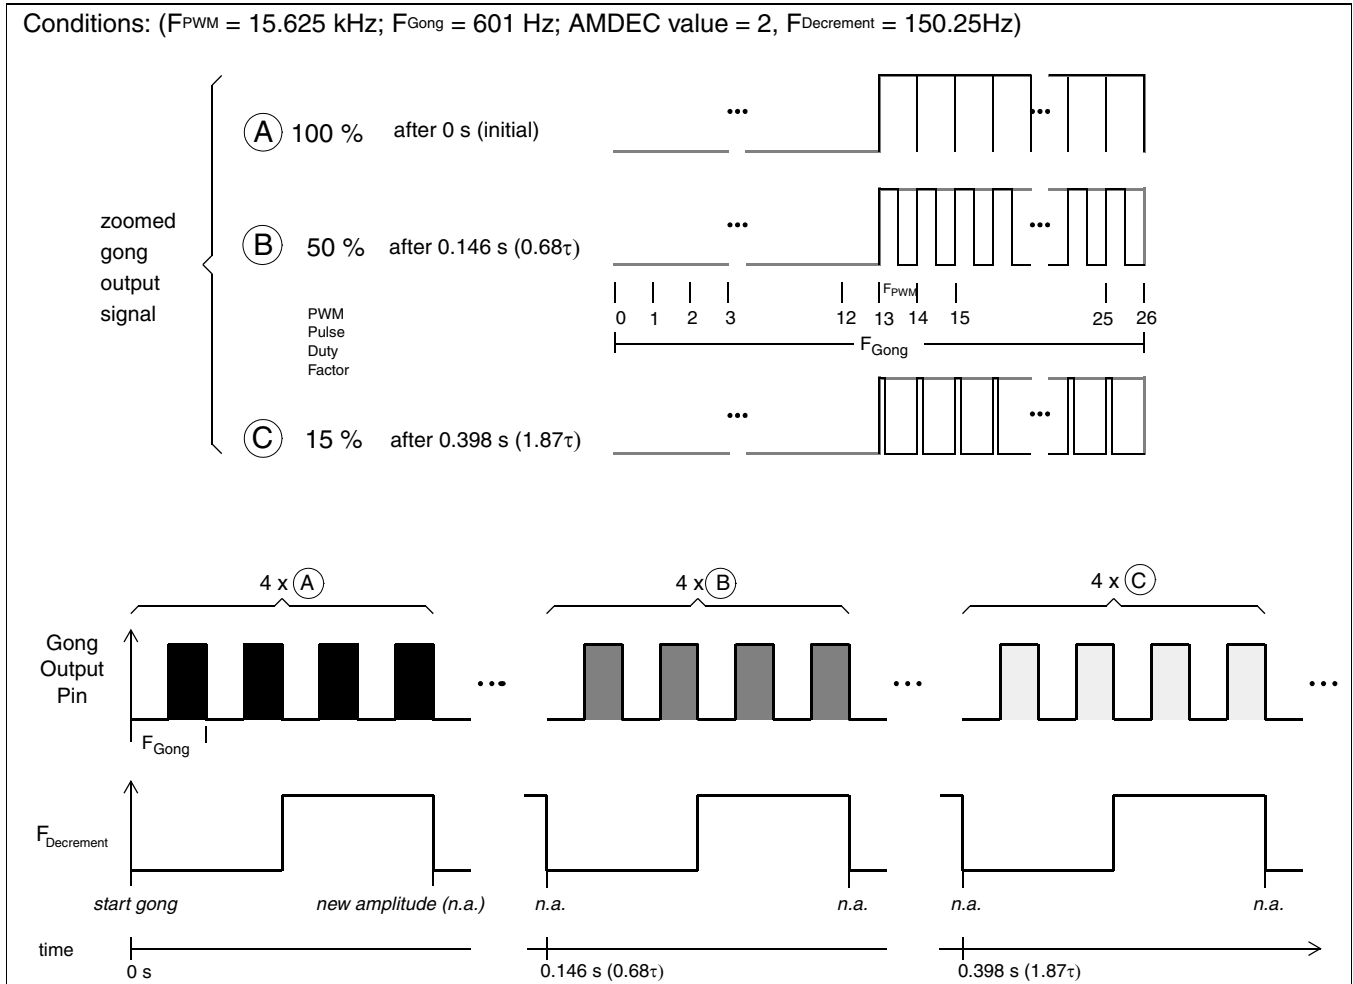 Conditions: (FPWM = 15.625 kHz; FGong = 601 Hz; AMDEC value = 2, FDecrement = 150.25Hz)
zoomed
gong
output
signal
A 100 % after 0 s (initial)
...
...
B 50 % after 0.146 s (0.68τ)
...
...
PWM
Pulse
Duty
Factor
FPWM
0 1 2 3 12 13 14 15 25 26
FGong
C 15 % after 0.398 s (1.87τ)
...
...
4 x A 4 x B 4 x C
Gong
Output
Pin
... ... ...
FGong
FDecrement
start gong new amplitude (n.a.) n.a. n.a. n.a. n.a.
time
0 s 0.146 s (0.68τ) 0.398 s (1.87τ)